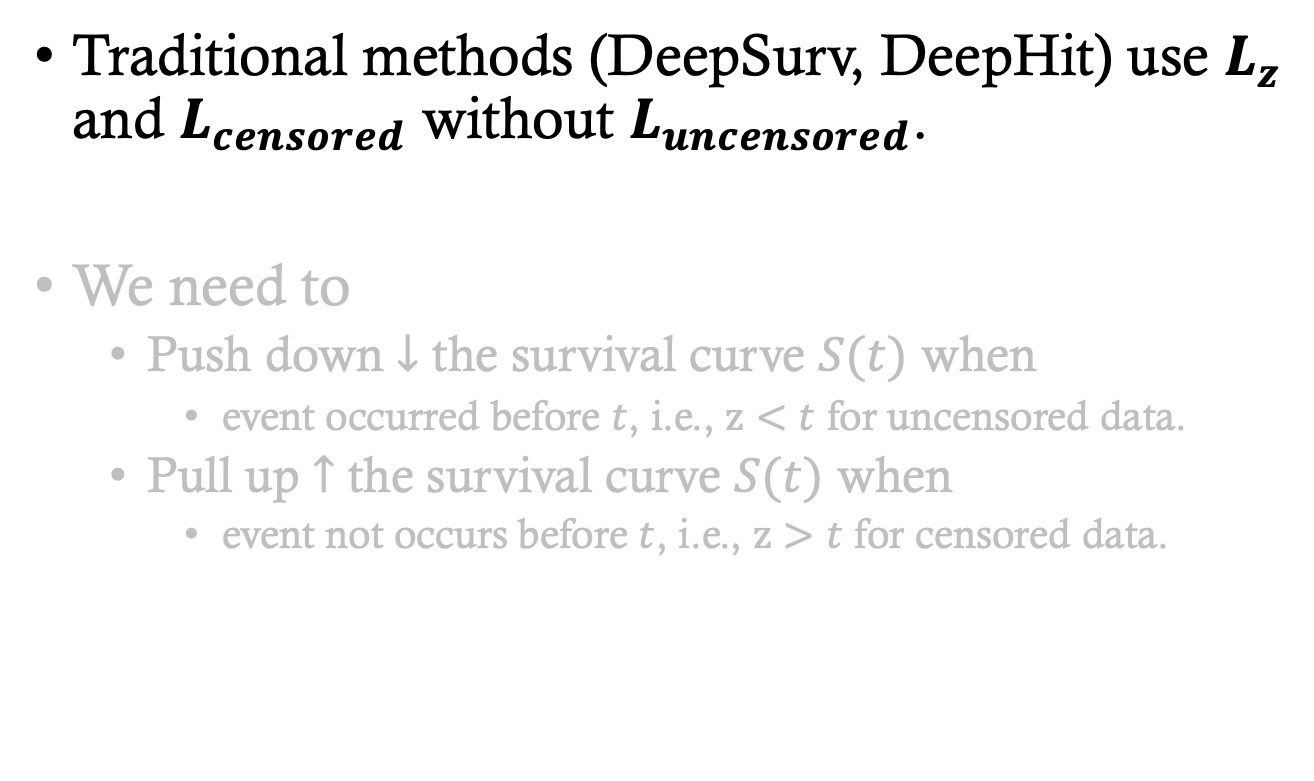 • Traditional methods (DeepSurv, DeepHit) use L_z
and L_censored without L_uncensored.
• We need to
• Push down ↓ the survival curve S(t) when
• event occurred before t, i.e., z < t for uncensored data.
• Pull up ↑ the survival curve S(t) when
• event not occurs before t, i.e., z > t for censored data.